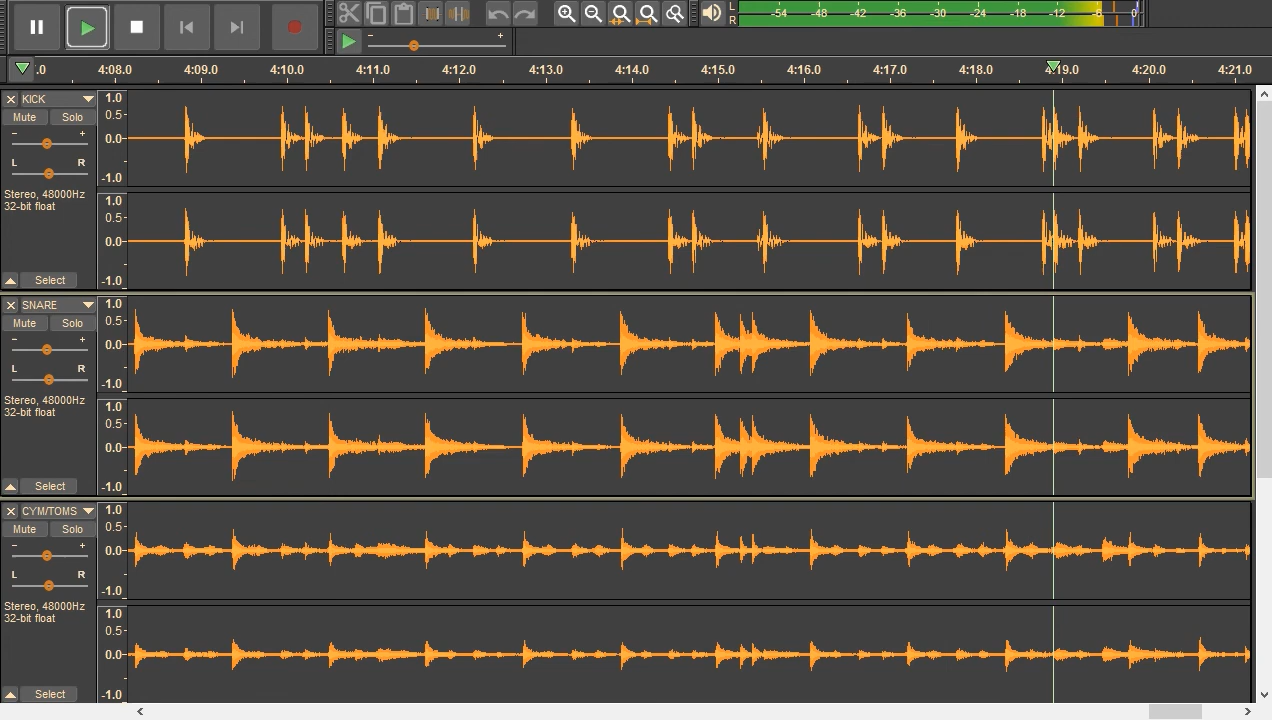 L -54 -48 -42 -36 -30 -24 -18 -12 -6 0
R
- +
.0 4:08.0 4:09.0 4:10.0 4:11.0 4:12.0 4:13.0 4:14.0 4:15.0 4:16.0 4:17.0 4:18.0 4:19.0 4:20.0 4:21.0
KICK 1.0
Mute Solo 0.5
- + 0.0
L R
-1.0
Stereo, 48000Hz 1.0
32-bit float 0.5
0.0
Select -1.0
SNARE 1.0
Mute Solo 0.5
- + 0.0
L R
-1.0
Stereo, 48000Hz 1.0
32-bit float 0.5
0.0
Select -1.0
CYM/TOMS 1.0
Mute Solo 0.5
- + 0.0
L R
-1.0
Stereo, 48000Hz 1.0
32-bit float 0.5
0.0
Select -1.0